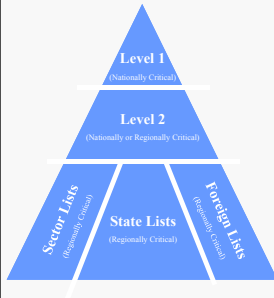 Level 1
(Nationally Critical)
Level 2
(Nationally or Regionally Critical)
Sector Lists
(Regionally Critical)
State Lists
(Regionally Critical)
Foreign Lists
(Regionally Critical)